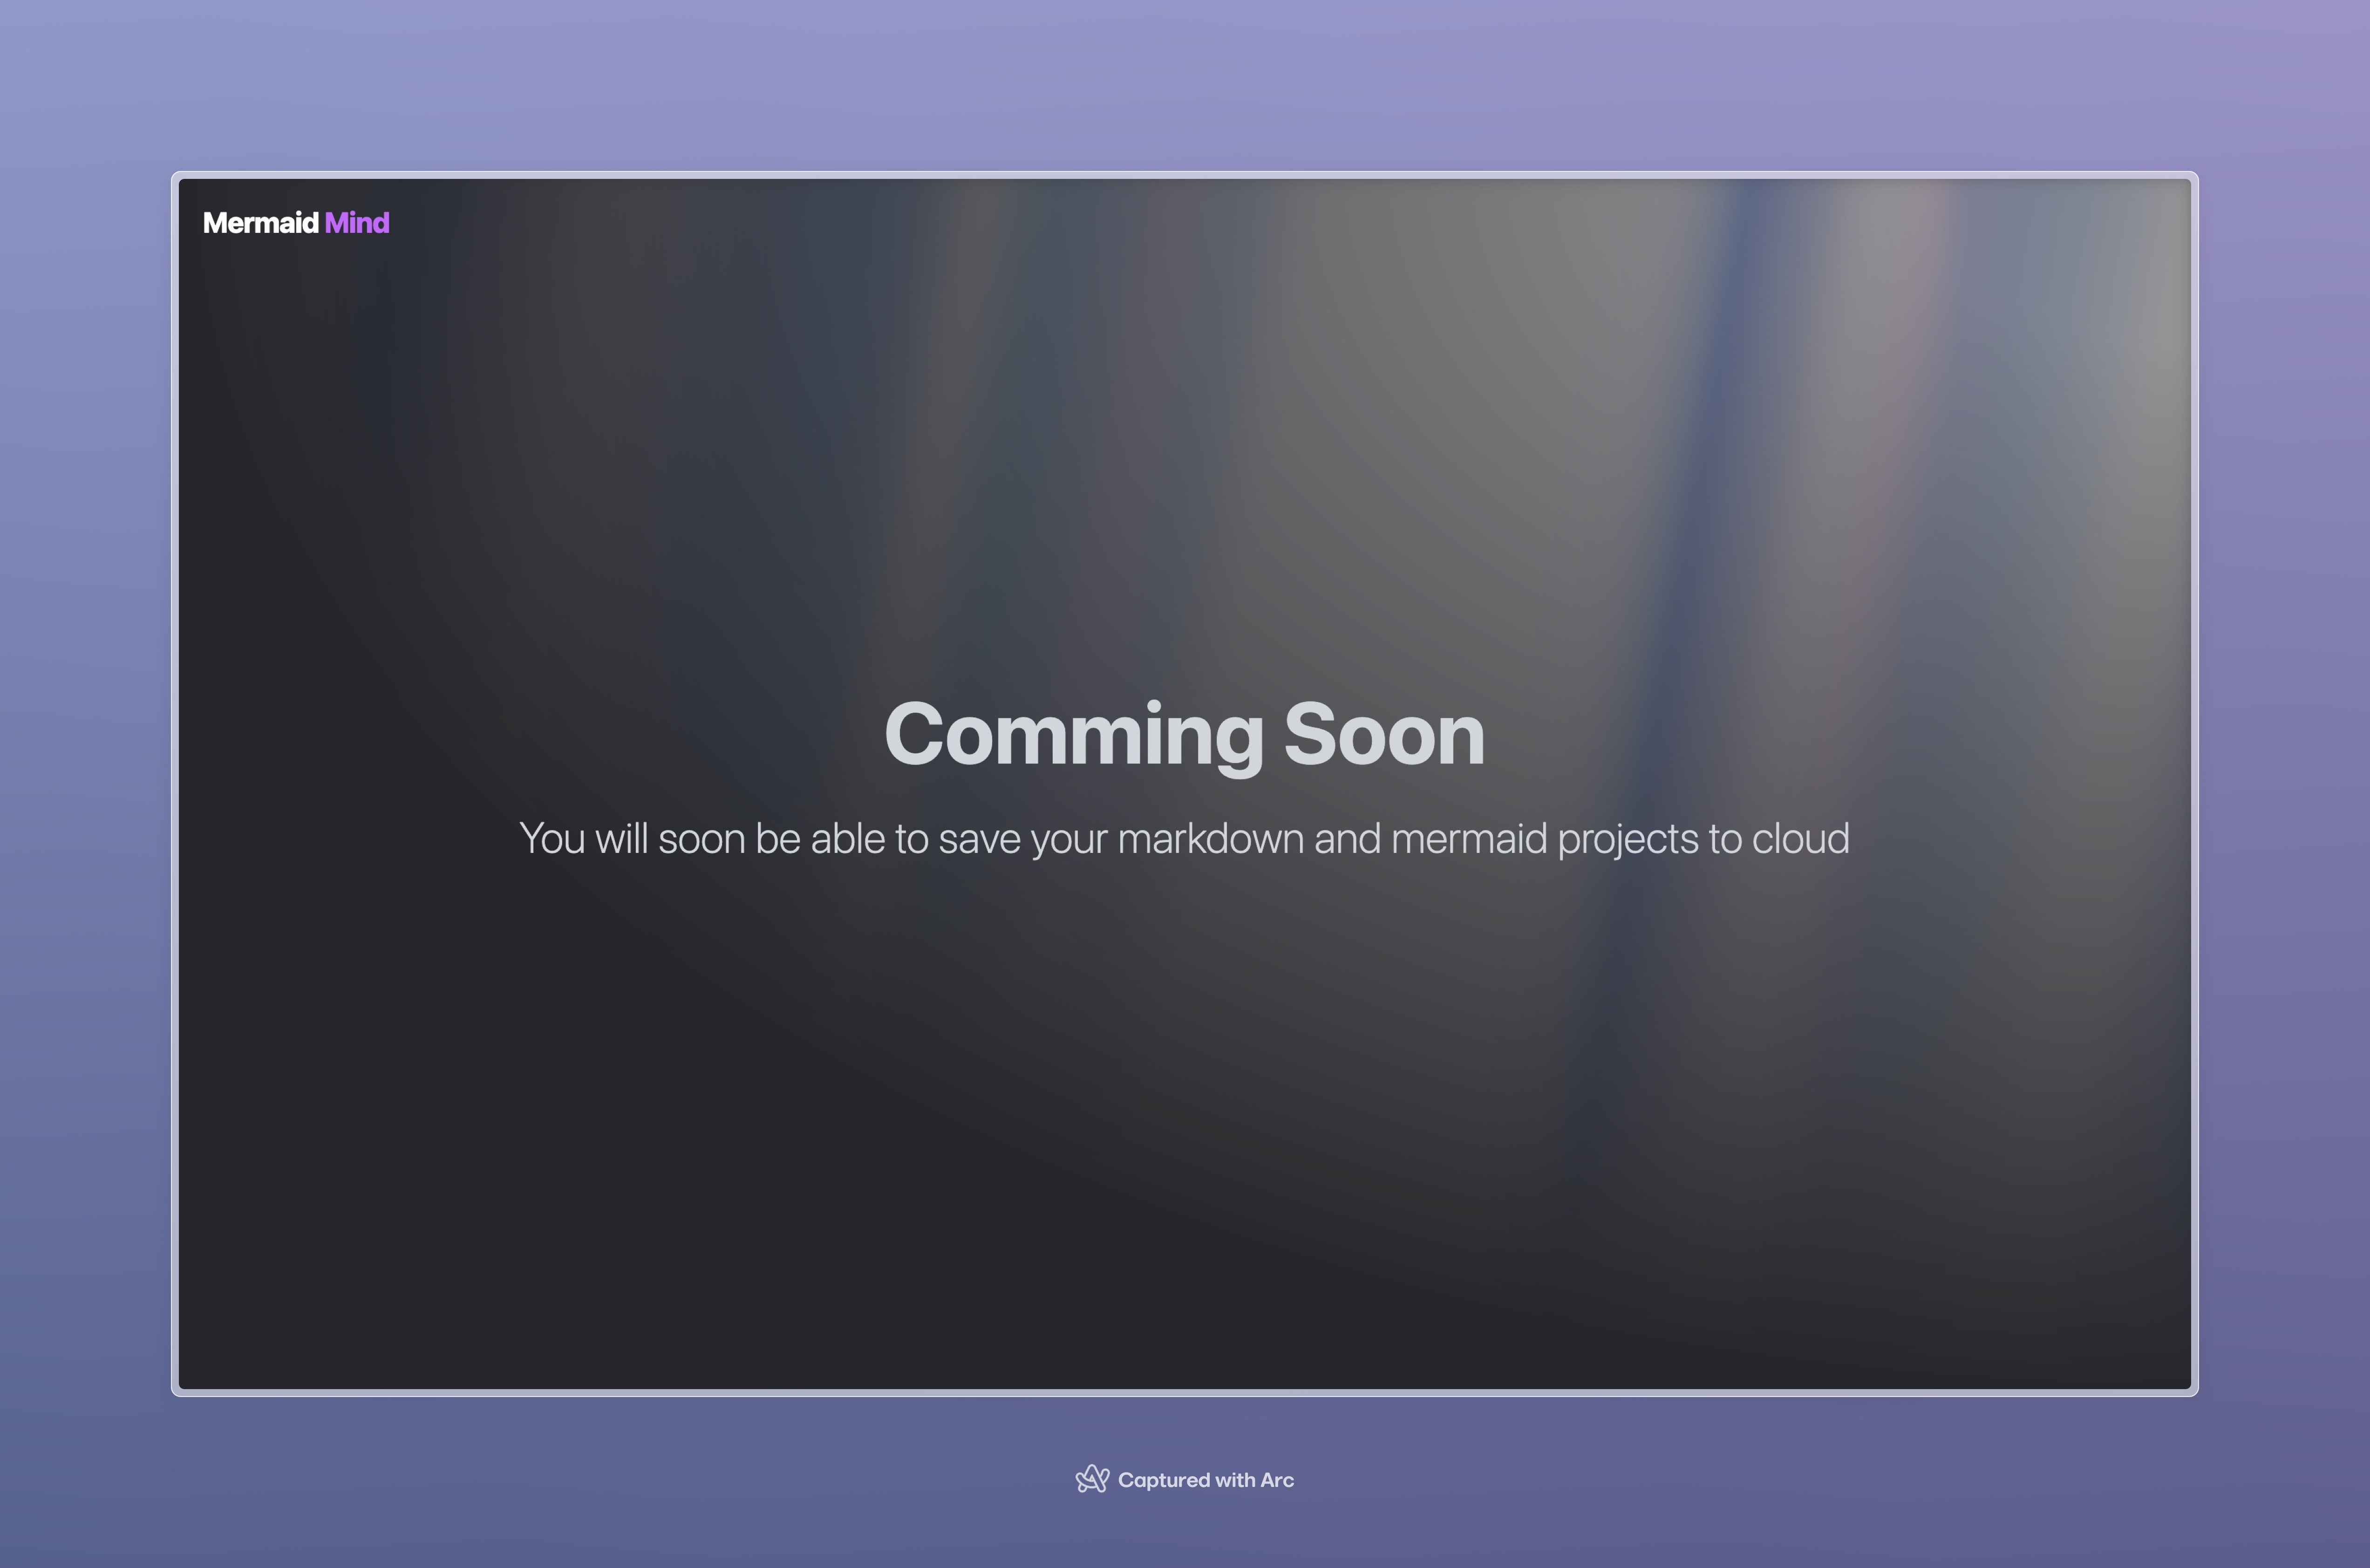 Mermaid Mind
Comming Soon
You will soon be able to save your markdown and mermaid projects to cloud
Captured with Arc